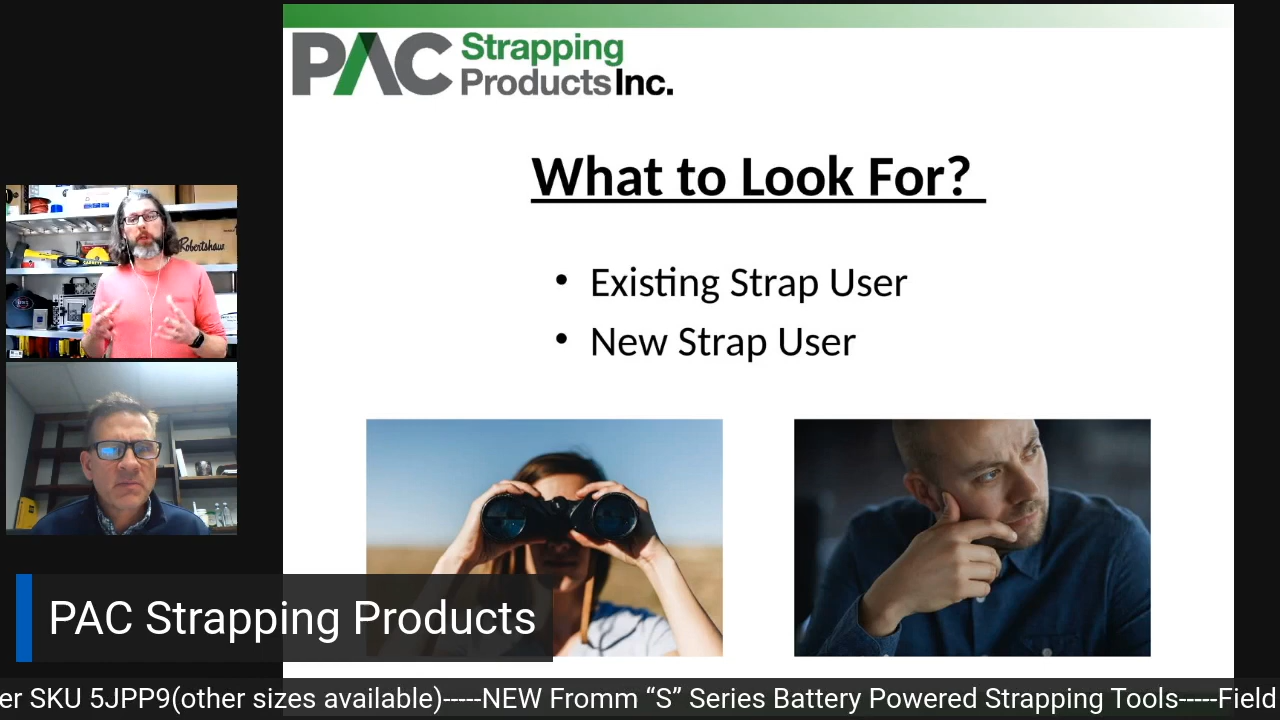 PAC Strapping
Products Inc.
What to Look For?
• Existing Strap User
• New Strap User
Robertshaw
PAC Strapping Products
er SKU 5JPP9(other sizes available)-----NEW Fromm “S” Series Battery Powered Strapping Tools-----Field